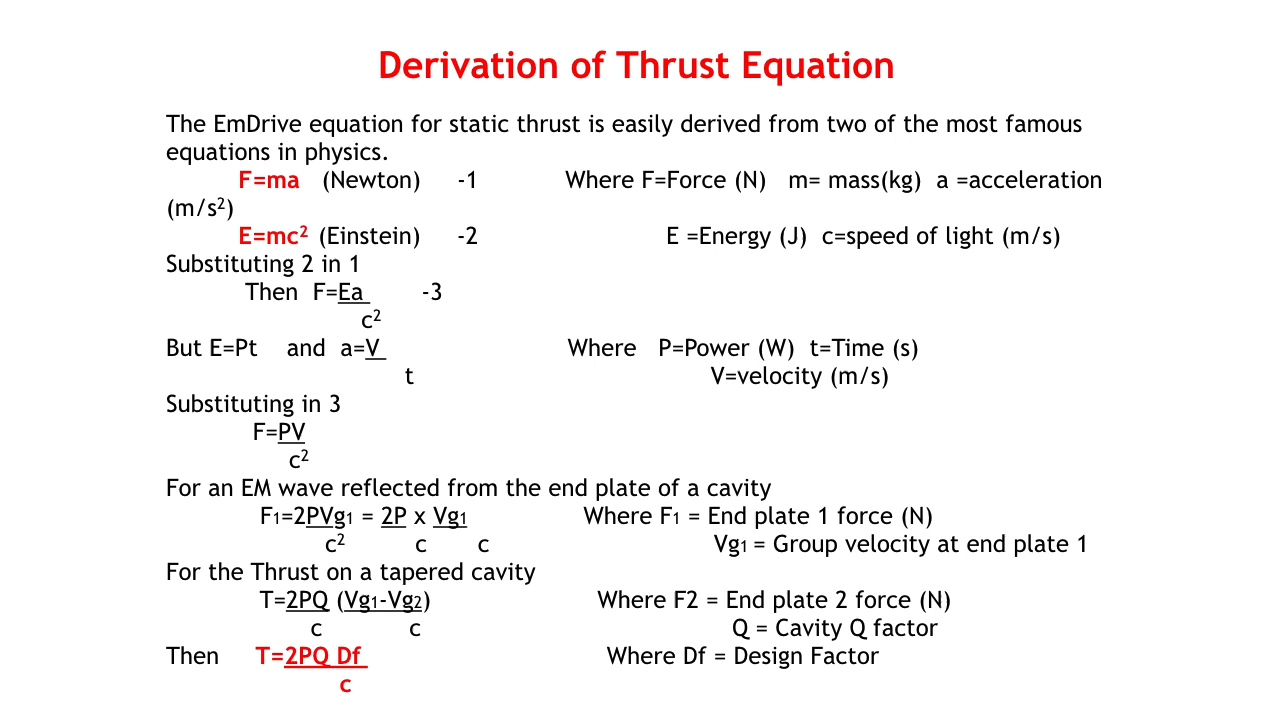 Derivation of Thrust Equation
The EmDrive equation for static thrust is easily derived from two of the most famous
equations in physics.
F=ma (Newton) -1 Where F=Force (N) m= mass(kg) a =acceleration
(m/s²)
E=mc² (Einstein) -2 E =Energy (J) c=speed of light (m/s)
Substituting 2 in 1
Then F=Ea -3
c²
But E=Pt and a=V Where P=Power (W) t=Time (s)
t V=velocity (m/s)
Substituting in 3
F=PV
c²
For an EM wave reflected from the end plate of a cavity
F₁=2PVg₁ = 2P x Vg₁ Where F₁ = End plate 1 force (N)
c² c c Vg₁ = Group velocity at end plate 1
For the Thrust on a tapered cavity
T=2PQ (Vg₁-Vg₂) Where F2 = End plate 2 force (N)
c c Q = Cavity Q factor
Then T=2PQ Df Where Df = Design Factor
c